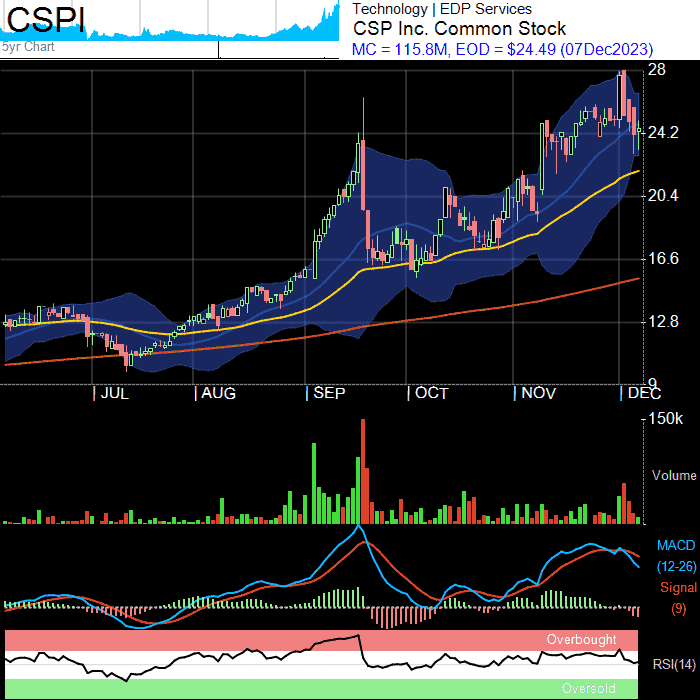 CSPI
5yr Chart
Technology | EDP Services
CSP Inc. Common Stock
MC = 115.8M, EOD = $24.49 (07Dec2023)
28
24.2
20.4
16.6
12.8
9
JUL AUG SEP OCT NOV DEC
150k
Volume
MACD
(12-26)
Signal
(9)
Overbought
RSI(14)
Oversold